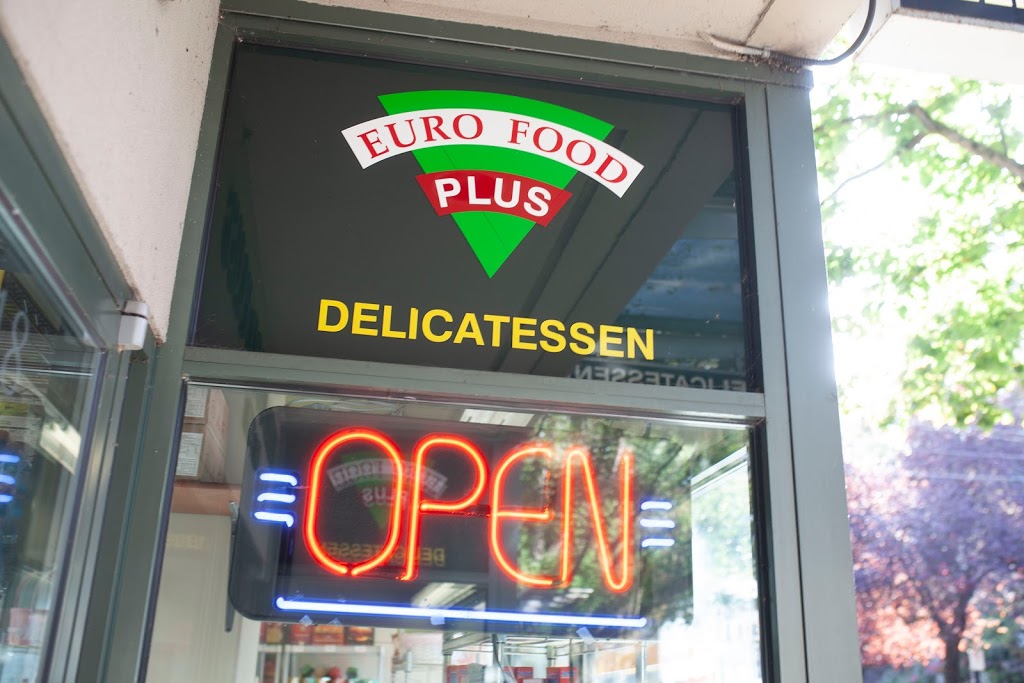 EURO FOOD
PLUS
DELICATESSEN
OPEN